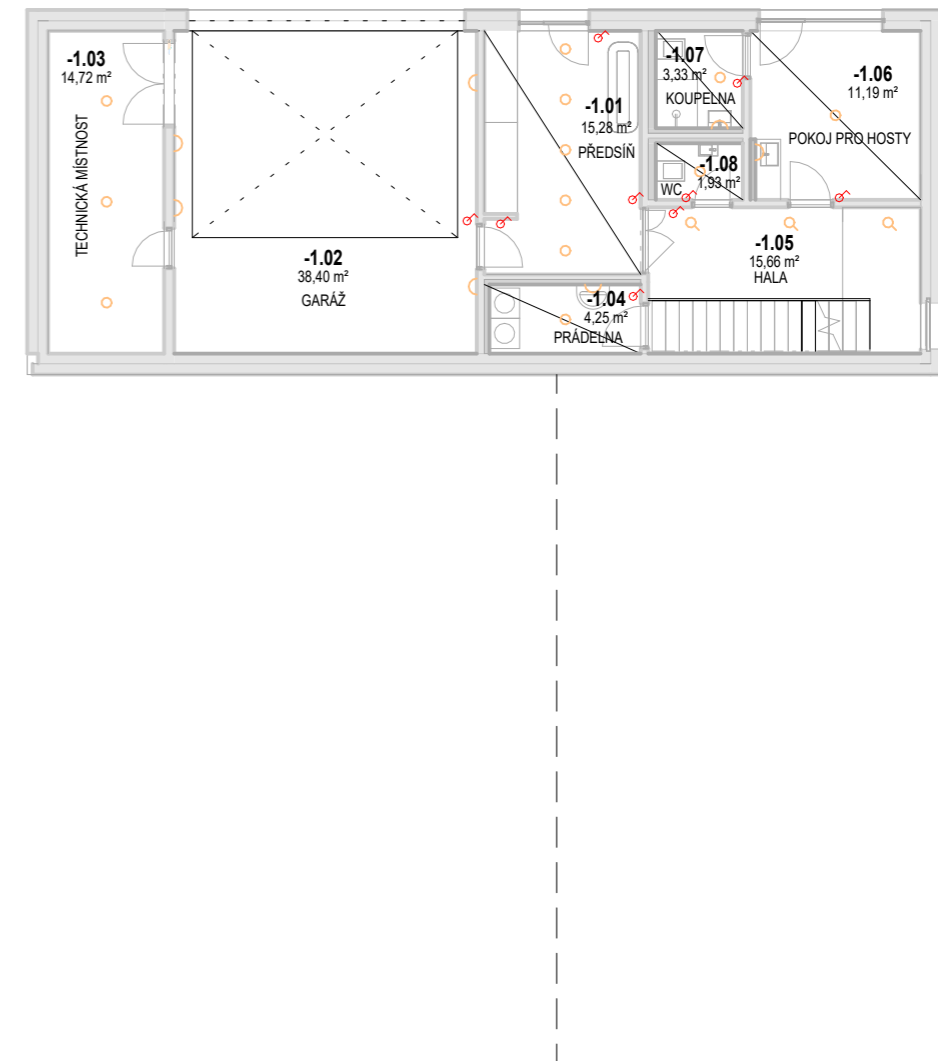 -1.03
14,72 m²
TECHNICKÁ MÍSTNOST
-1.02
38,40 m²
GARÁŽ
-1.01
15,28 m²
PŘEDSÍŇ
-1.07
3,33 m²
KOUPELNA
-1.06
11,19 m²
POKOJ PRO HOSTY
-1.08
1,93 m²
WC
-1.05
15,66 m²
HALA
-1.04
4,25 m²
PRÁDELNA